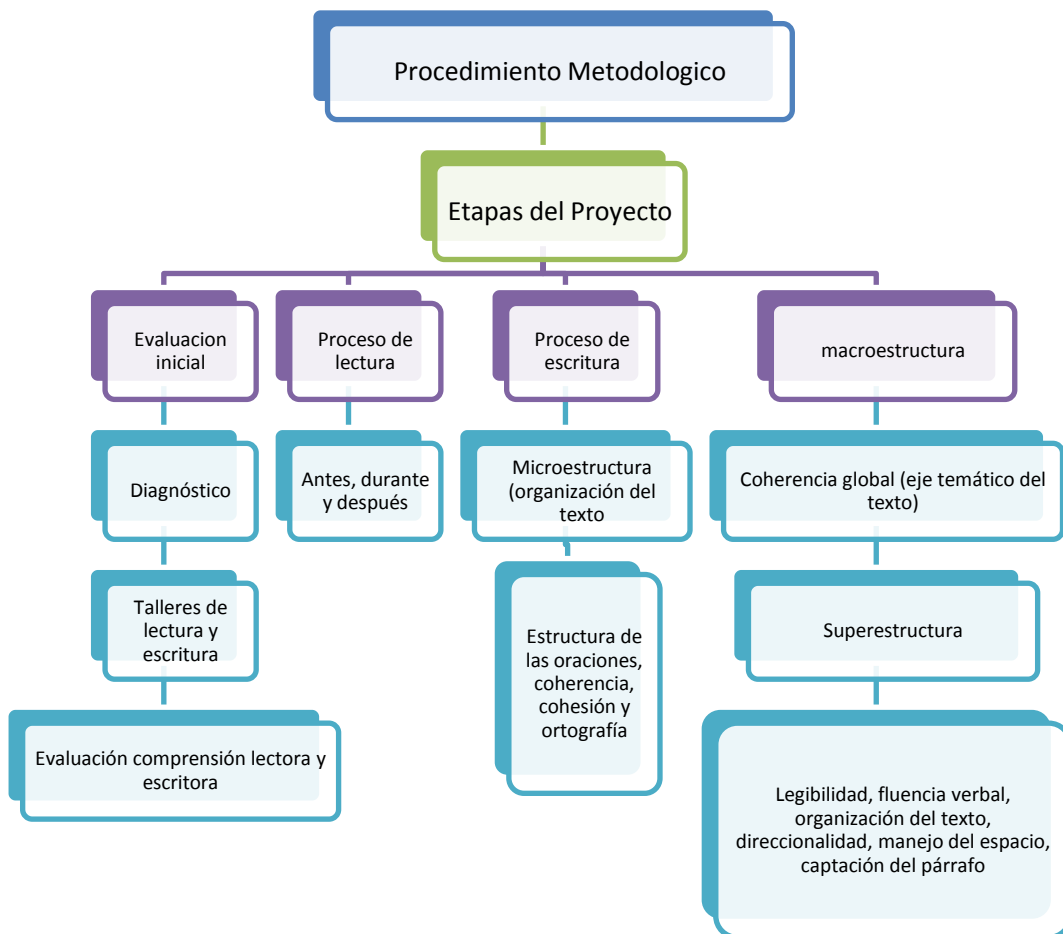 Procedimiento Metodologico
Etapas del Proyecto
Evaluacion
inicial
Proceso de
lectura
Proceso de
escritura
macroestructura
Diagnóstico
Antes, durante
y después
Microestructura
(organización del
texto
Coherencia global (eje temático del
texto)
Talleres de
lectura y
escritura
Estructura de
las oraciones,
coherencia,
cohesión y
ortografía
Superestructura
Evaluación comprensión lectora y
escritora
Legibilidad, fluencia verbal,
organización del texto,
direccionalidad, manejo del espacio,
captación del párrafo